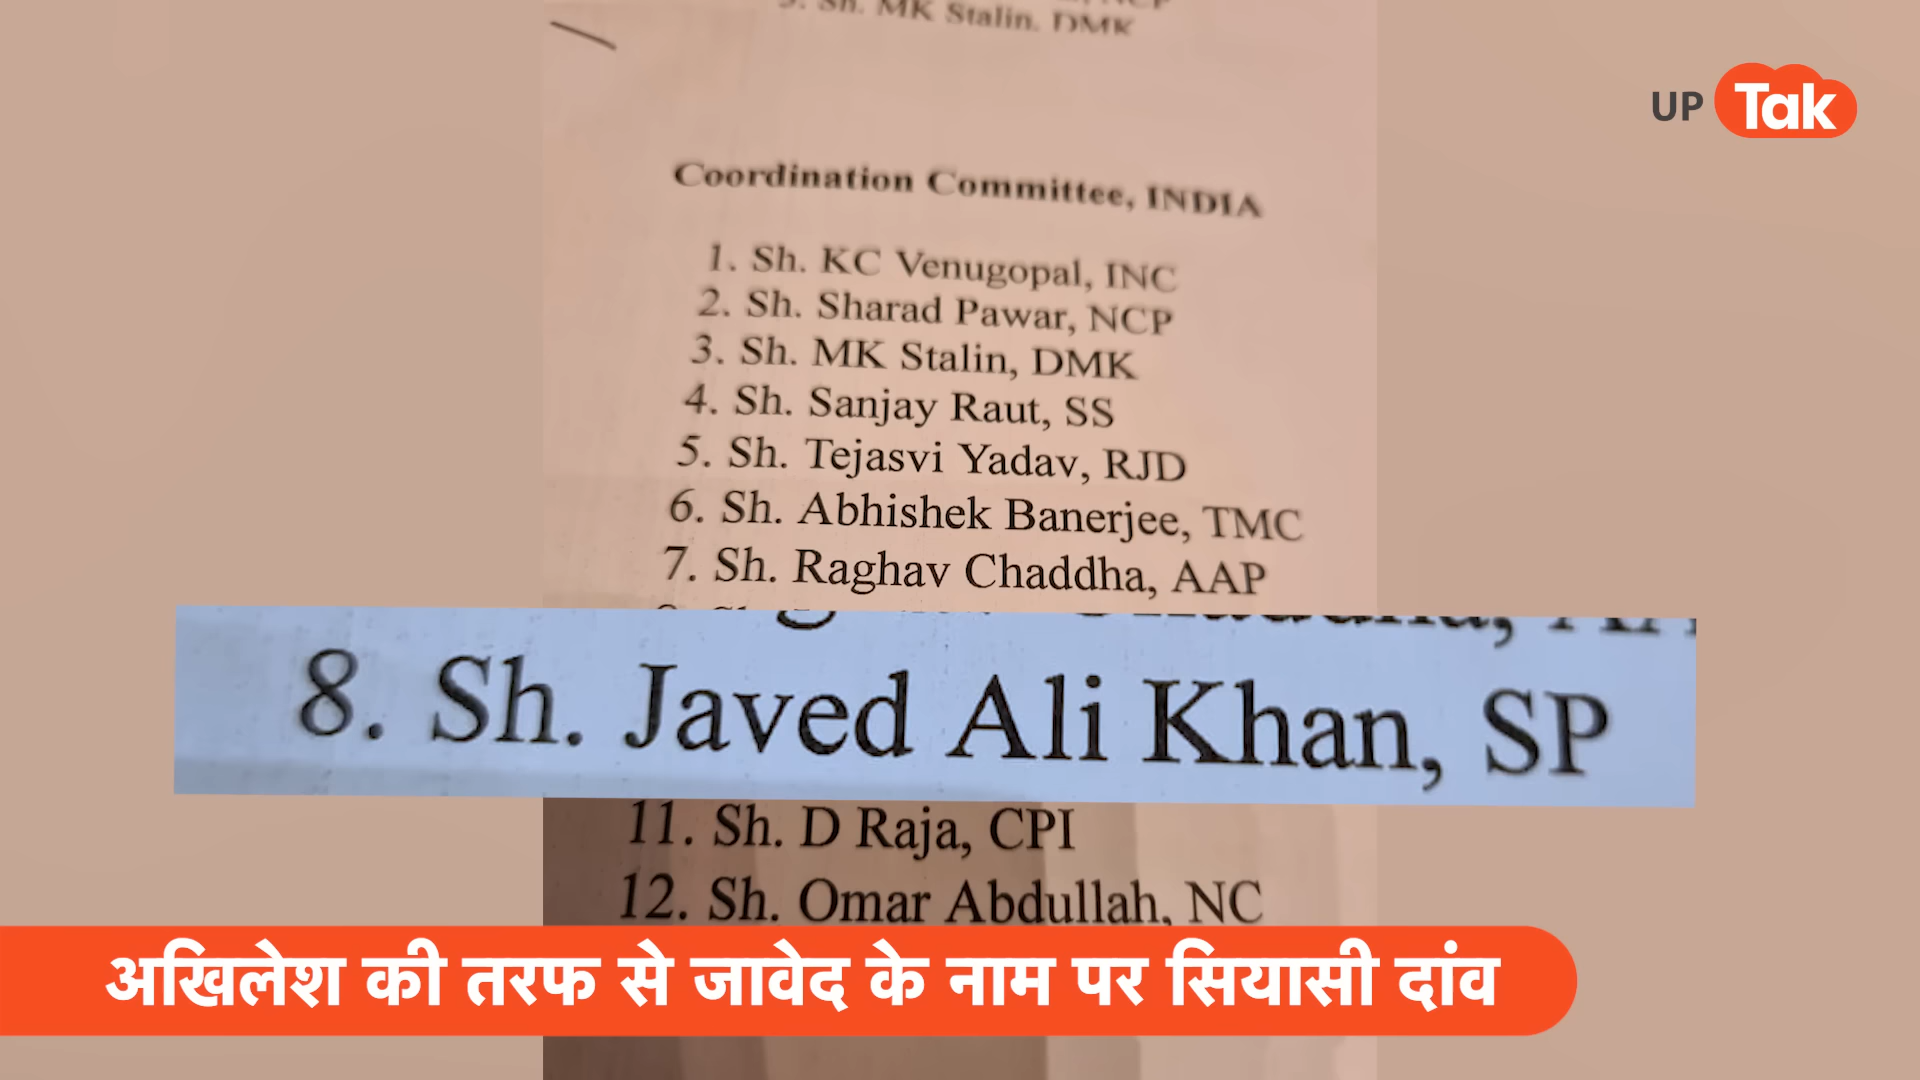 MK Stalin. DMK
UP Tak
Coordination Committee, INDIA
1. Sh. KC Venugopal, INC
2. Sh. Sharad Pawar, NCP
3. Sh. MK Stalin, DMK
4. Sh. Sanjay Raut, SS
5. Sh. Tejasvi Yadav, RJD
6. Sh. Abhishek Banerjee, TMC
7. Sh. Raghav Chaddha, AAP
8. Sh. Javed Ali Khan, SP
11. Sh. D Raja, CPI
12. Sh. Omar Abdullah, NC
अखिलेश की तरफ से जावेद के नाम पर सियासी दांव